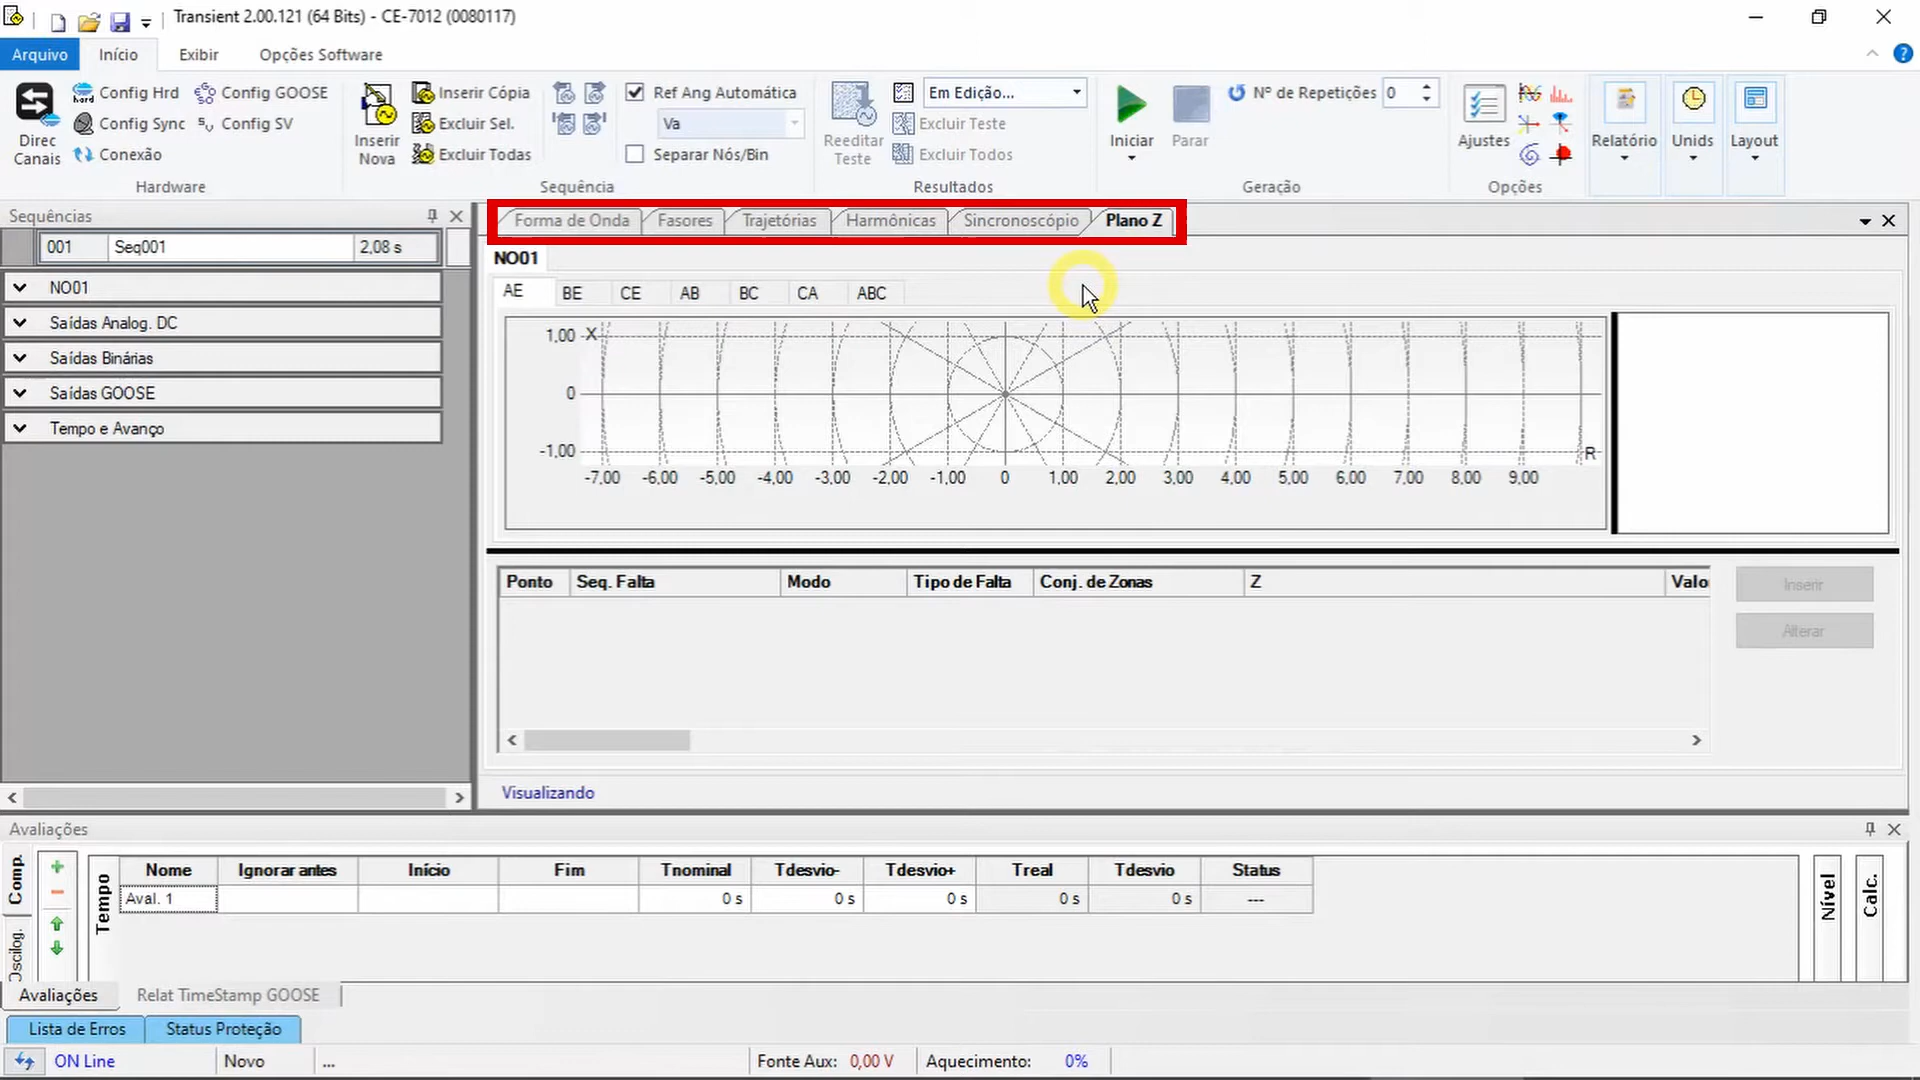 Transient 2.00.121 (64 Bits) - CE-7012 (0080117)
Arquivo Início Exibir Opções Software
Direc Canais
Config Hrd
Config Sync
Conexão
Config GOOSE
Config SV
Hardware
Inserir Nova
Inserir Cópia
Excluir Sel.
Excluir Todas
Ref Ang Automática
Va
Separar Nós/Bin
Sequência
Reeditar Teste
Em Edição...
Excluir Teste
Excluir Todos
Resultados
Iniciar
Parar
Nº de Repetições 0
Geração
Ajustes
Opções
Relatório
Unids
Layout
Sequências
001 Seq001 2,08 s
NO01
Saídas Analog. DC
Saídas Binárias
Saídas GOOSE
Tempo e Avanço
Forma de Onda Fasores Trajetórias Harmônicas Sincronoscópio Plano Z
NO01
AE BE CE AB BC CA ABC
1,00 X
0
-1,00
R
-7,00 -6,00 -5,00 -4,00 -3,00 -2,00 -1,00 0 1,00 2,00 3,00 4,00 5,00 6,00 7,00 8,00 9,00
Ponto Seq. Falta Modo Tipo de Falta Conj. de Zonas Z Valo
Inserir
Alterar
Visualizando
Avaliações
Comp.
Oscilog.
Tempo
Nome Ignorar antes Início Fim Tnominal Tdesvio- Tdesvio+ Treal Tdesvio Status
Aval. 1 0 s 0 s 0 s 0 s 0 s ---
Nível
Calc.
Avaliações Relat TimeStamp GOOSE
Lista de Erros Status Proteção
ON Line Novo ... Fonte Aux: 0,00 V Aquecimento: 0%